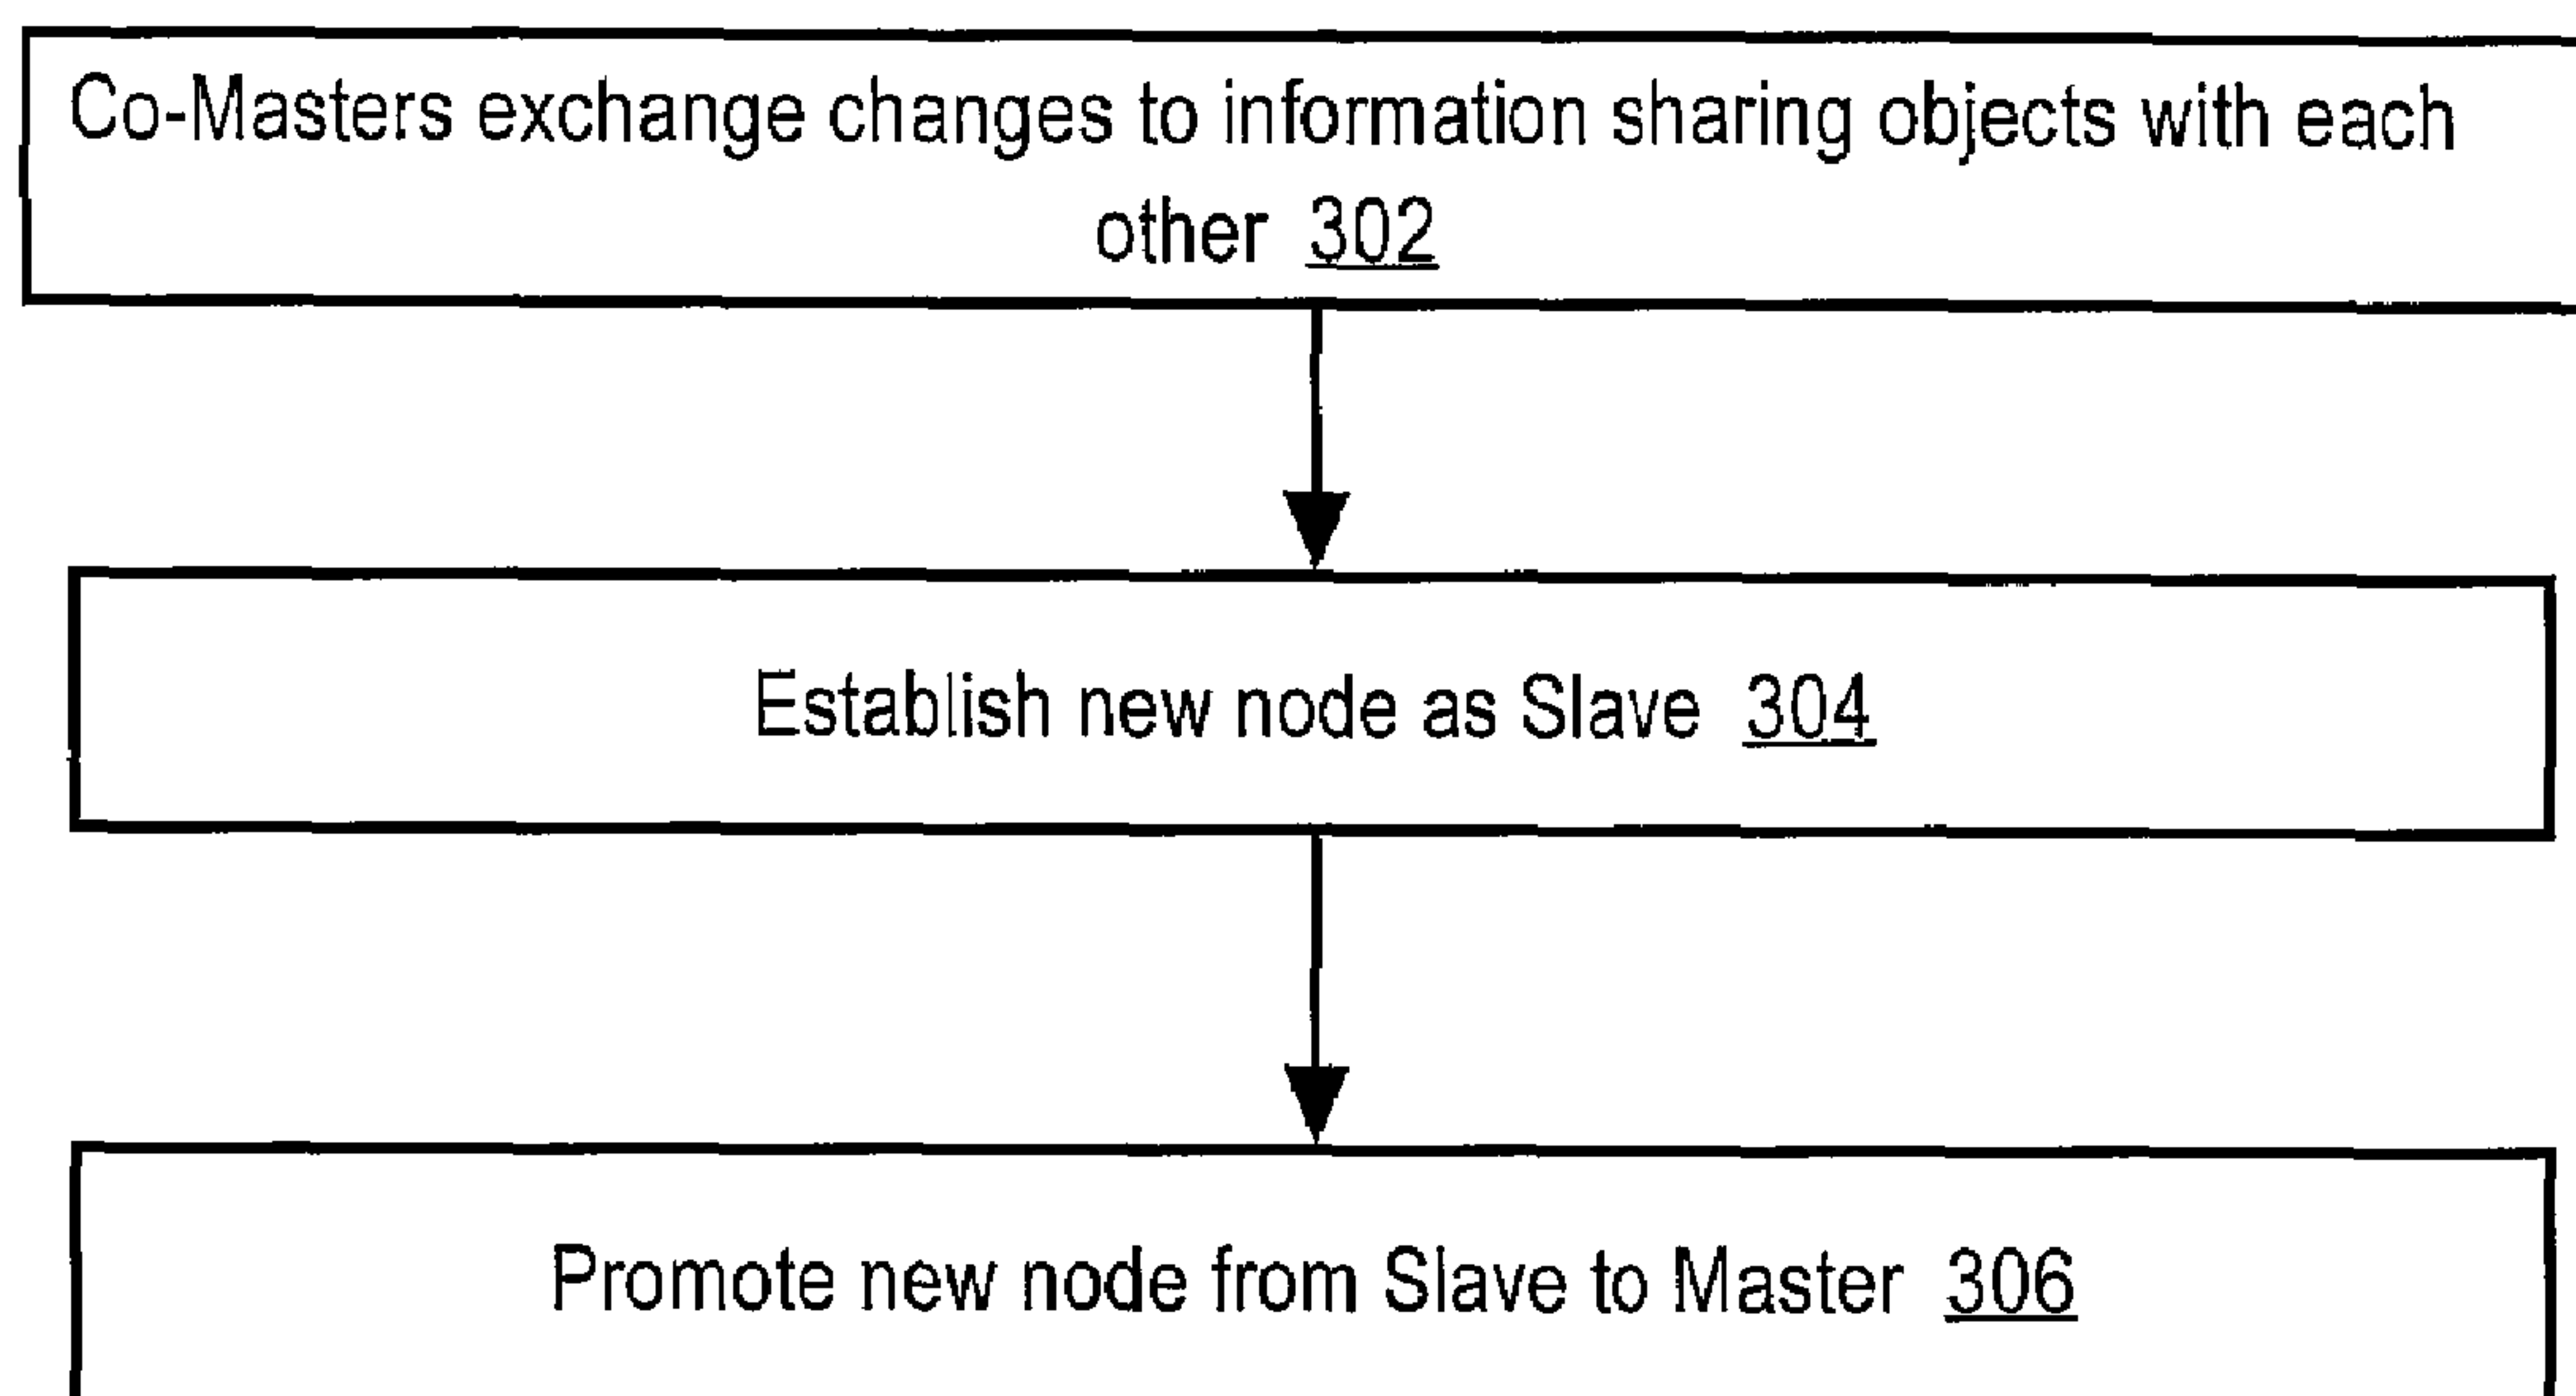 Co-Masters exchange changes to information sharing objects with each
other 302
Establish new node as Slave 304
Promote new node from Slave to Master 306